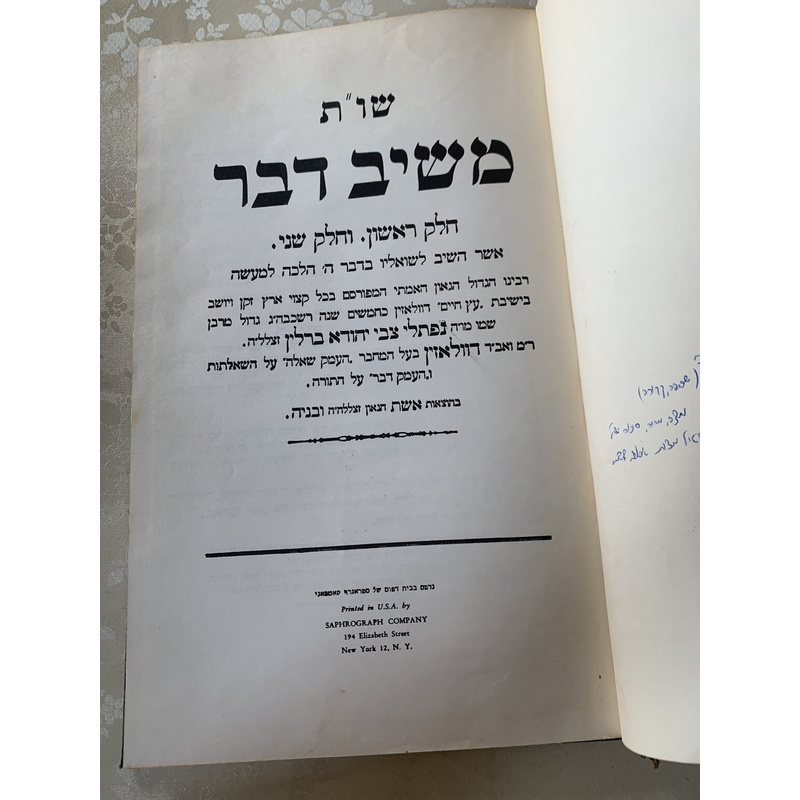 שו"ת
משיב דבר
חלק ראשון. וחלק שני.
אשר השיב לשואליו בדבר ה' הלכה למעשה
רבינו הגדול הגאון האמתי המפורסם בכל קצוי ארץ זקן ויושב
בישיבת "עץ חיים" דוואלאזין כחמשים שנה רשכבה"ג גדול מרבן
שמו מרה נפתלי צבי יהודא ברלין זצלל"ה.
ר"מ ואב"ד דוואלאזין בעל המחבר "העמק שאלה" על השאלתות
ו"העמק דבר" על התורה.
בהוצאות אשת הגאון זצללה"ה ובניה.
נדפס בבית דפוס של ספראגרף קאמפאני
Printed in U.S.A. by
SAPHROGRAPH COMPANY
194 Elizabeth Street
New York 12, N. Y.